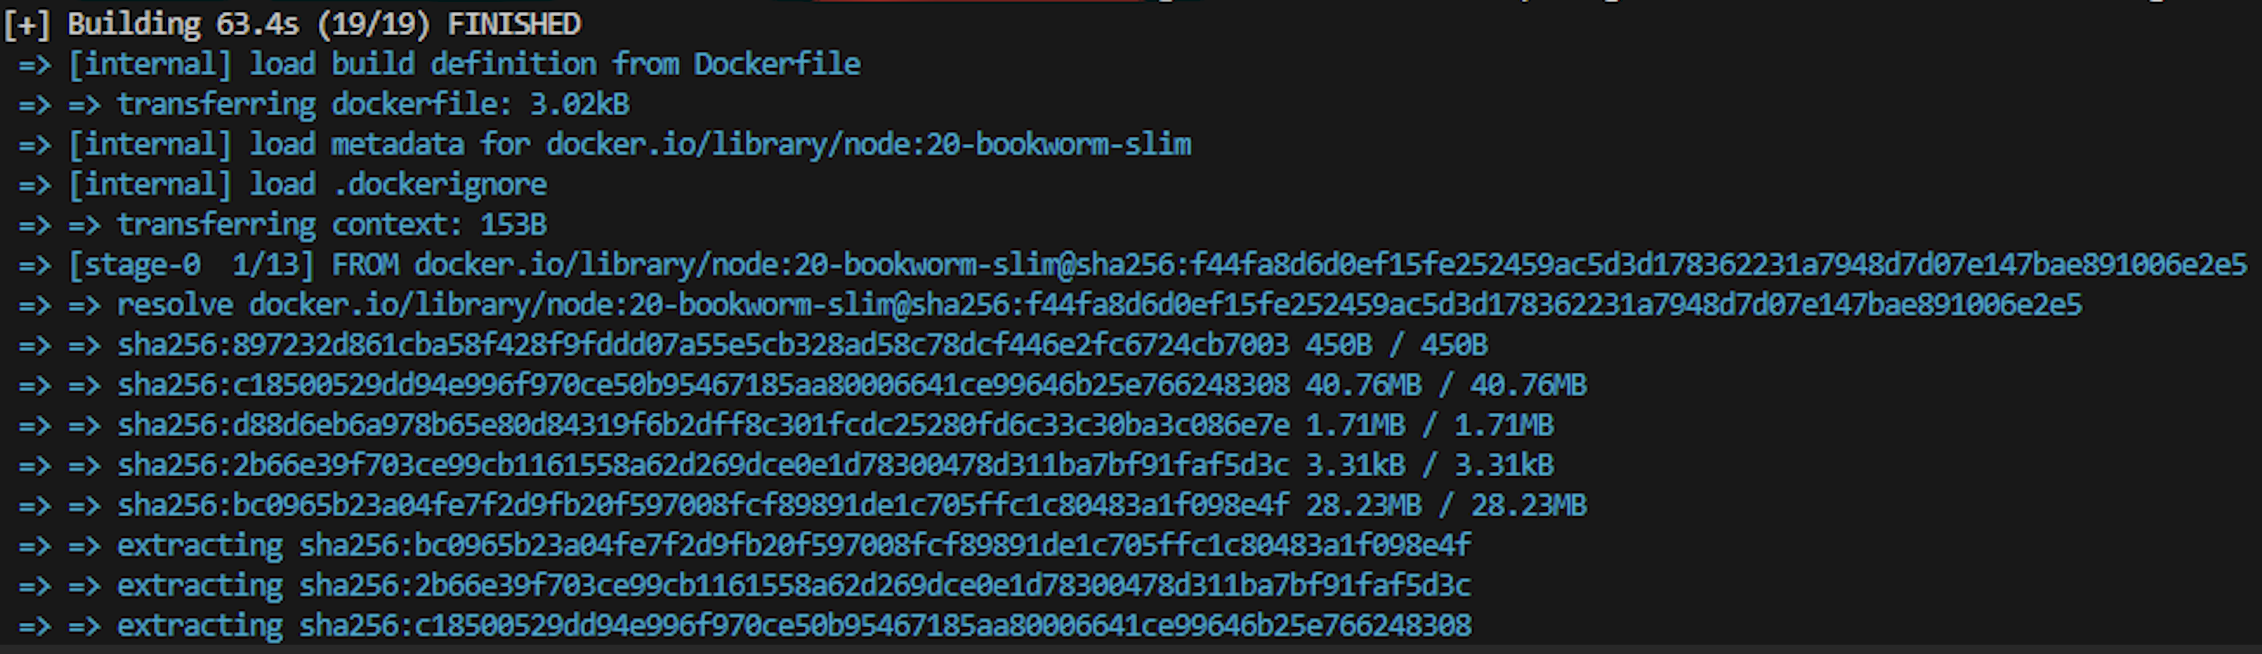 [+] Building 63.4s (19/19) FINISHED
=> [internal] load build definition from Dockerfile
=> => transferring dockerfile: 3.02kB
=> [internal] load metadata for docker.io/library/node:20-bookworm-slim
=> [internal] load .dockerignore
=> => transferring context: 153B
=> [stage-0  1/13] FROM docker.io/library/node:20-bookworm-slim@sha256:f44fa8d6d0ef15fe252459ac5d3d178362231a7948d7d07e147bae891006e2e5
=> => resolve docker.io/library/node:20-bookworm-slim@sha256:f44fa8d6d0ef15fe252459ac5d3d178362231a7948d7d07e147bae891006e2e5
=> => sha256:897232d861cba58f428f9fddd07a55e5cb328ad58c78dcf446e2fc6724cb7003 450B / 450B
=> => sha256:c18500529dd94e996f970ce50b95467185aa80006641ce99646b25e766248308 40.76MB / 40.76MB
=> => sha256:d88d6eb6a978b65e80d84319f6b2dff8c301fcdc25280fd6c33c30ba3c086e7e 1.71MB / 1.71MB
=> => sha256:2b66e39f703ce99cb1161558a62d269dce0e1d78300478d311ba7bf91faf5d3c 3.31kB / 3.31kB
=> => sha256:bc0965b23a04fe7f2d9fb20f597008fcf89891de1c705ffc1c80483a1f098e4f 28.23MB / 28.23MB
=> => extracting sha256:bc0965b23a04fe7f2d9fb20f597008fcf89891de1c705ffc1c80483a1f098e4f
=> => extracting sha256:2b66e39f703ce99cb1161558a62d269dce0e1d78300478d311ba7bf91faf5d3c
=> => extracting sha256:c18500529dd94e996f970ce50b95467185aa80006641ce99646b25e766248308